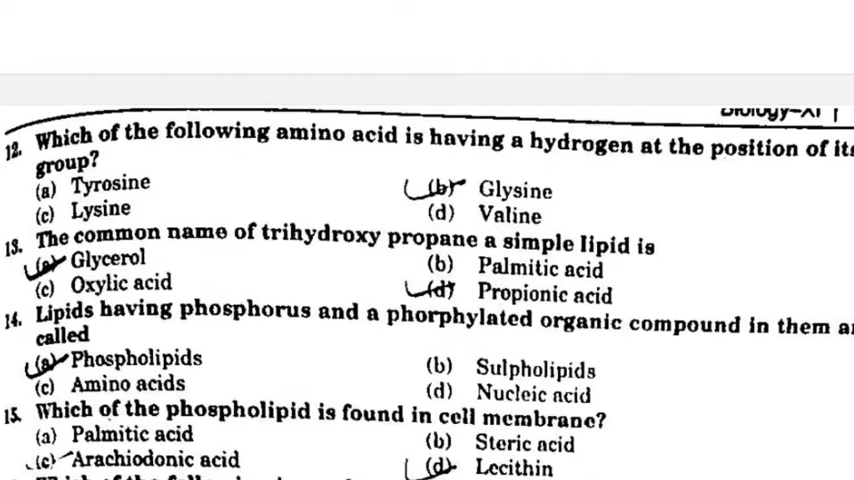 Biology-XI |
12. Which of the following amino acid is having a hydrogen at the position of its
group?
(a) Tyrosine (b) Glysine
(c) Lysine (d) Valine
13. The common name of trihydroxy propane a simple lipid is
(a) Glycerol (b) Palmitic acid
(c) Oxylic acid (d) Propionic acid
14. Lipids having phosphorus and a phorphylated organic compound in them a
called
(a) Phospholipids (b) Sulpholipids
(c) Amino acids (d) Nucleic acid
15. Which of the phospholipid is found in cell membrane?
(a) Palmitic acid (b) Steric acid
(c) Arachiodonic acid (d) Lecithin